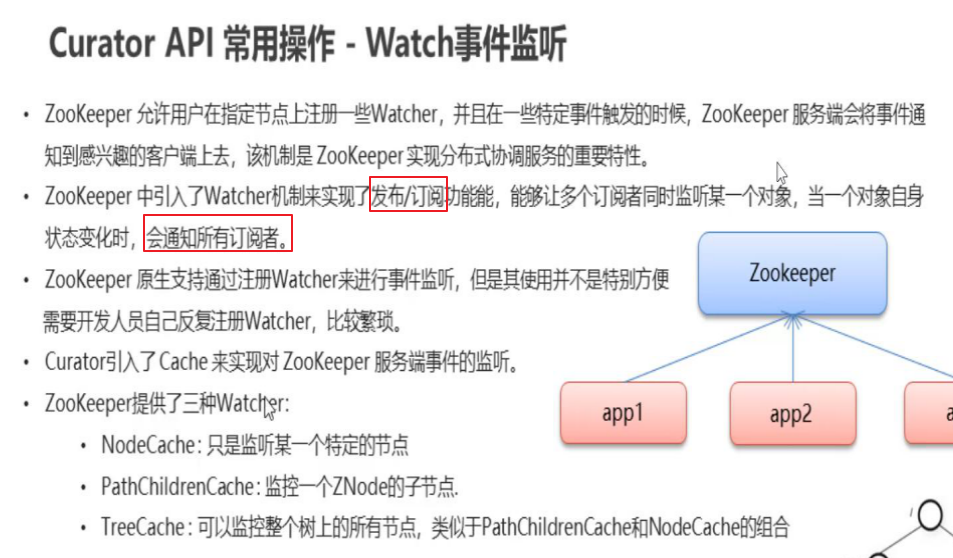 Curator API 常用操作 - Watch事件监听
• ZooKeeper 允许用户在指定节点上注册一些Watcher，并且在一些特定事件触发的时候，ZooKeeper 服务端会将事件通
知到感兴趣的客户端上去，该机制是 ZooKeeper 实现分布式协调服务的重要特性。
• ZooKeeper 中引入了Watcher机制来实现了发布/订阅功能能，能够让多个订阅者同时监听某一个对象，当一个对象自身
状态变化时，会通知所有订阅者。
• ZooKeeper 原生支持通过注册Watcher来进行事件监听，但是其使用并不是特别方便
需要开发人员自己反复注册Watcher，比较繁琐。
• Curator引入了 Cache 来实现对 ZooKeeper 服务端事件的监听。
• ZooKeeper提供了三种Watcher:
• NodeCache : 只是监听某一个特定的节点
• PathChildrenCache : 监控一个ZNode的子节点.
• TreeCache : 可以监控整个树上的所有节点，类似于PathChildrenCache和NodeCache的组合
Zookeeper
app1
app2